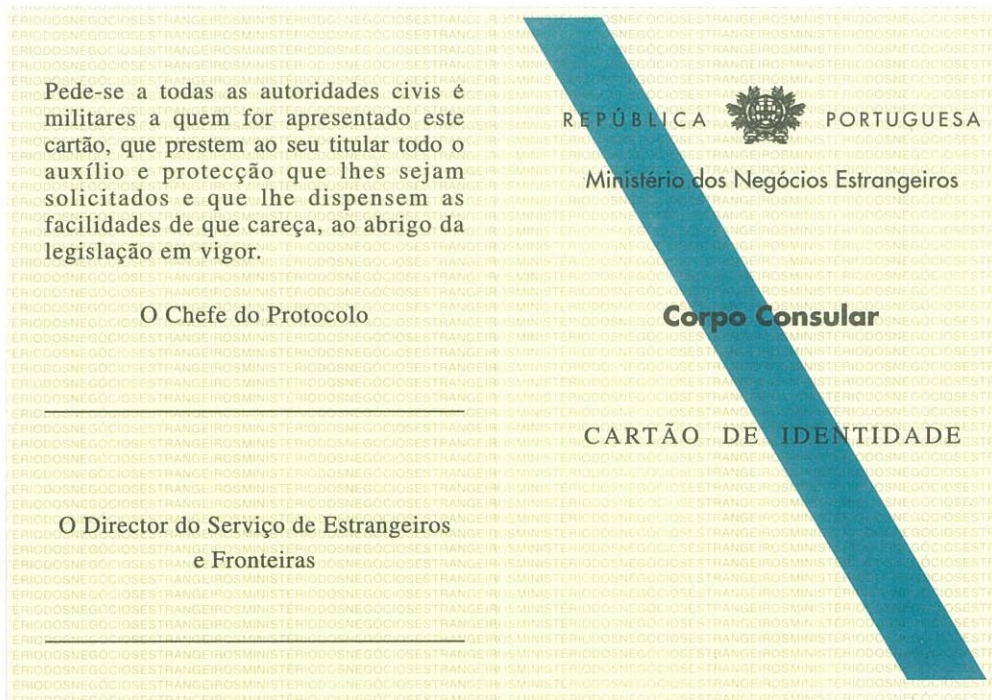 Pede-se a todas as autoridades civis e
militares a quem for apresentado este
cartão, que prestem ao seu titular todo o
auxílio e protecção que lhes sejam
solicitados e que lhe dispensem as
facilidades de que careça, ao abrigo da
legislação em vigor.
O Chefe do Protocolo
O Director do Serviço de Estrangeiros
e Fronteiras
REPÚBLICA PORTUGUESA
Ministério dos Negócios Estrangeiros
Corpo Consular
CARTÃO DE IDENTIDADE